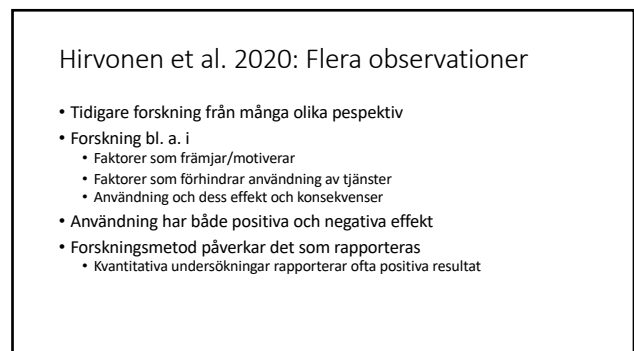 Hirvonen et al. 2020: Flera observationer
• Tidigare forskning från många olika pespektiv
• Forskning bl. a. i
• Faktorer som främjar/motiverar
• Faktorer som förhindrar användning av tjänster
• Användning och dess effekt och konsekvenser
• Användning har både positiva och negativa effekt
• Forskningsmetod påverkar det som rapporteras
• Kvantitativa undersökningar rapporterar ofta positiva resultat